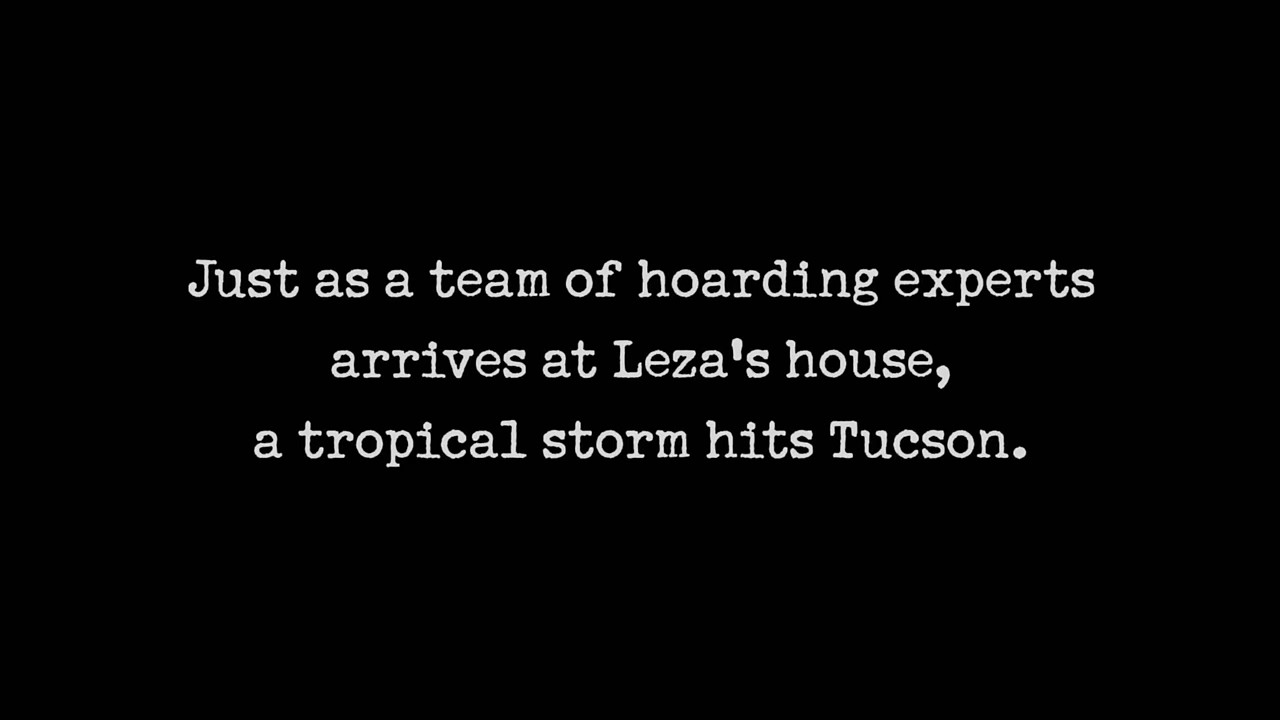 Just as a team of hoarding experts
arrives at Leza's house,
a tropical storm hits Tucson.